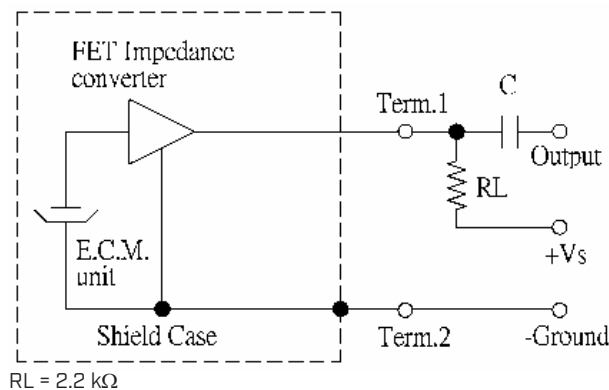 FET Impedance
converter
Term.1
C
Output
RL
+Vs
E.C.M.
unit
Shield Case
Term.2
-Ground
RL = 2.2 kΩ